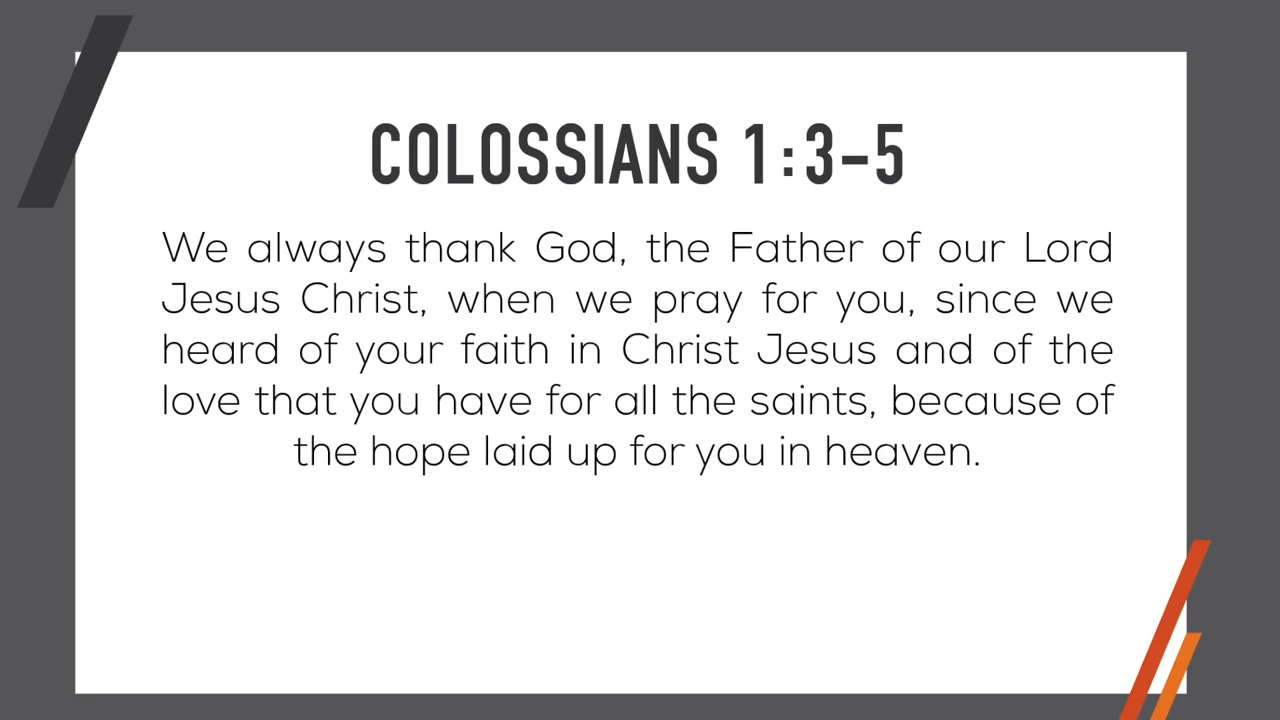 COLOSSIANS 1:3-5
We always thank God, the Father of our Lord
Jesus Christ, when we pray for you, since we
heard of your faith in Christ Jesus and of the
love that you have for all the saints, because of
the hope laid up for you in heaven.